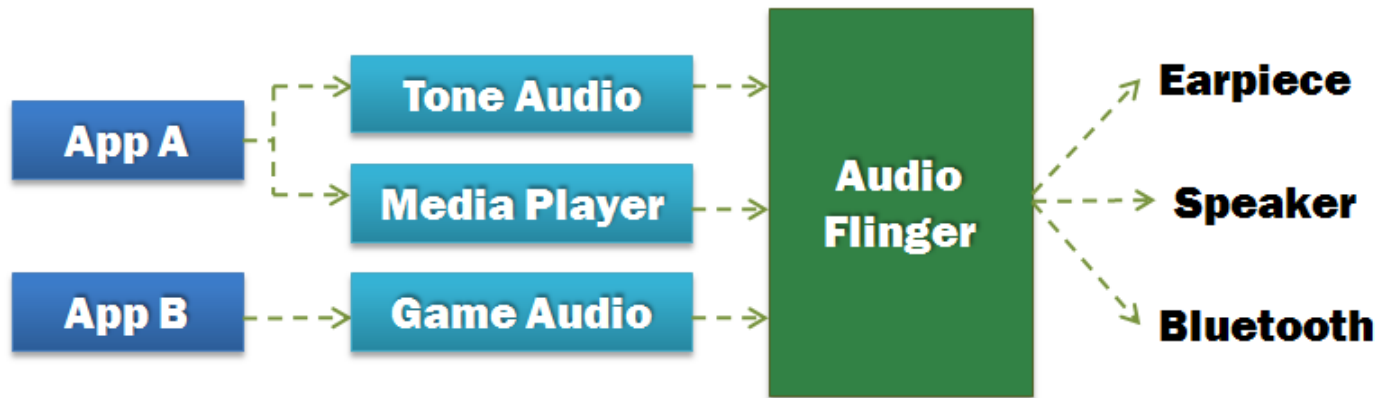 App A
App B
Tone Audio
Media Player
Game Audio
Audio
Flinger
Earpiece
Speaker
Bluetooth